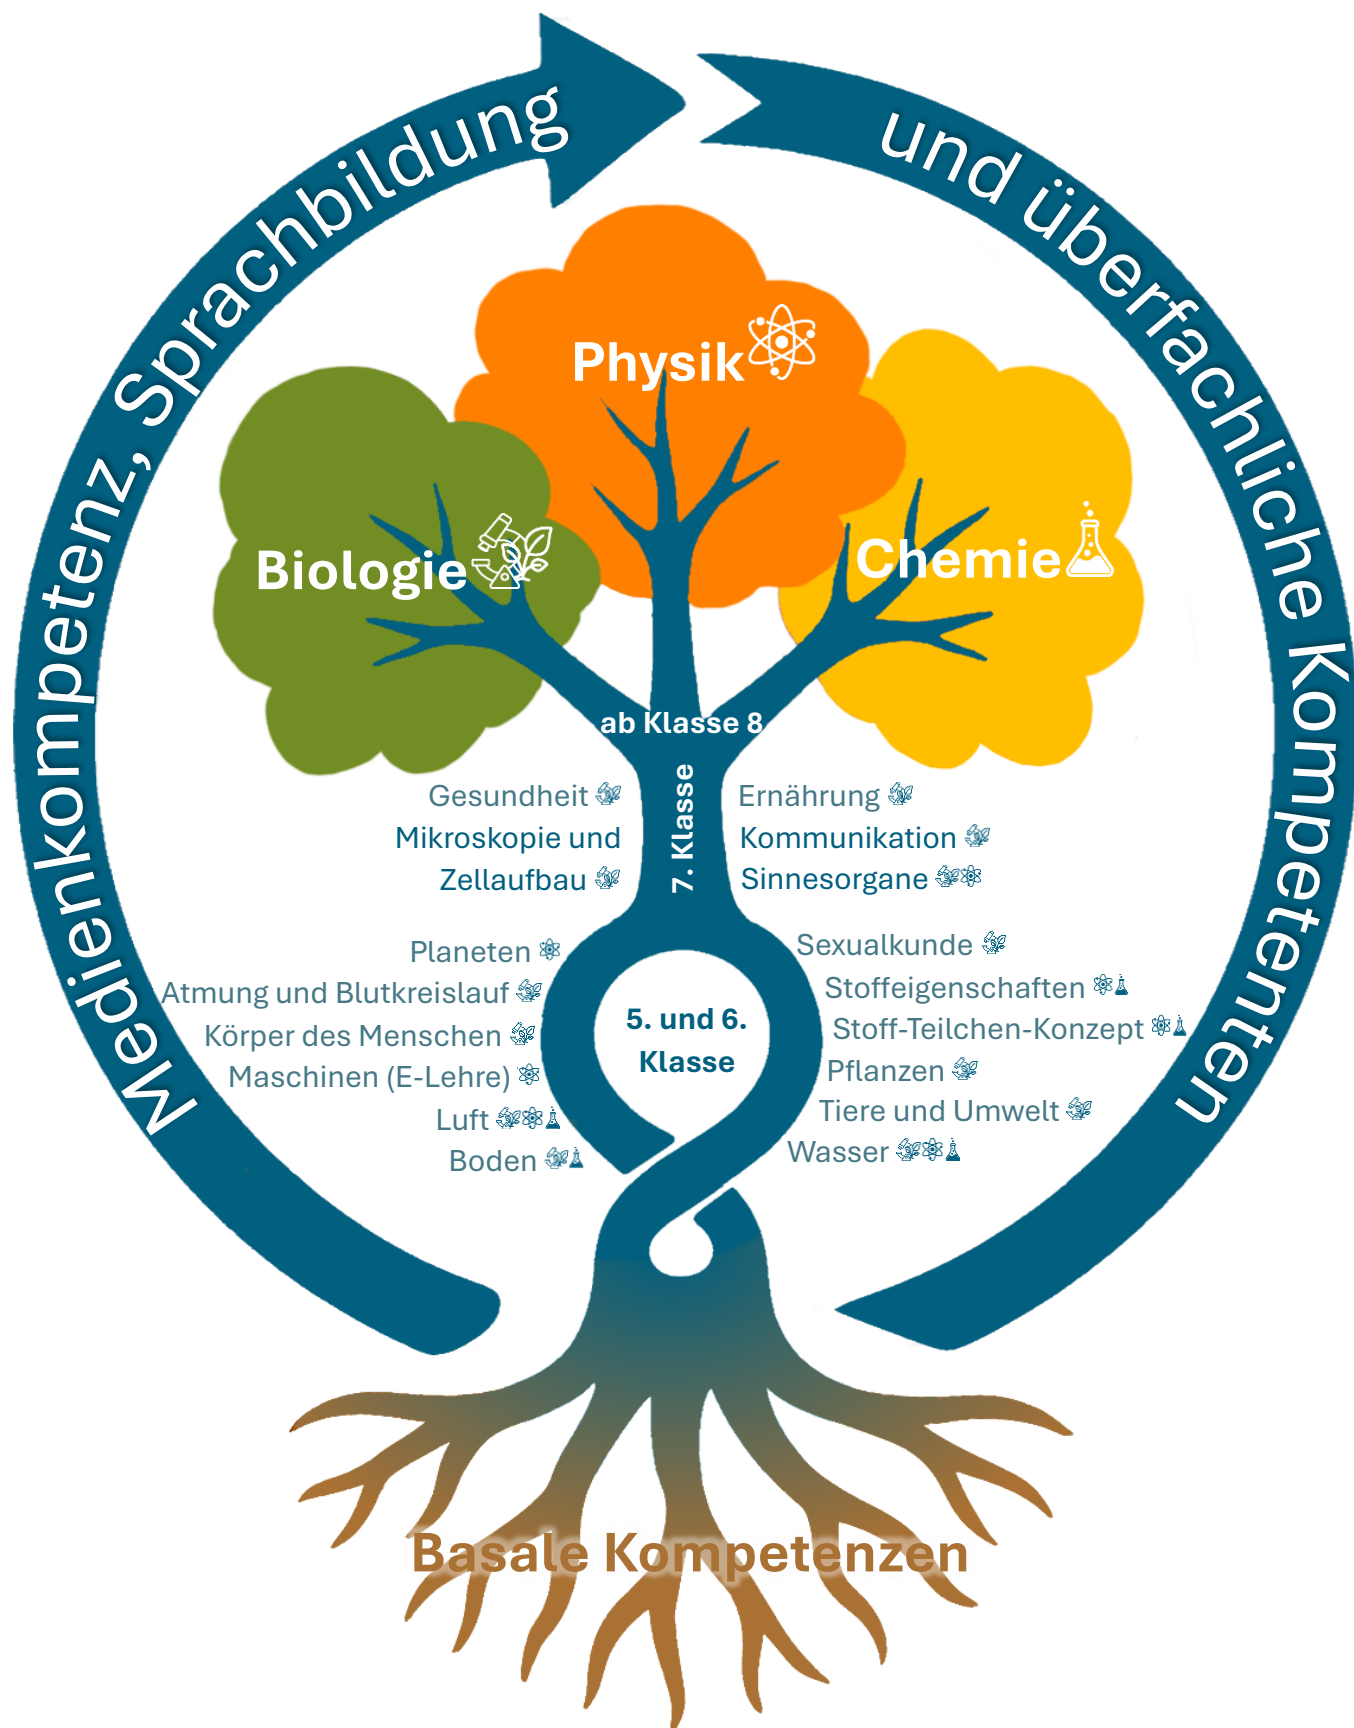 Medienkompetenz, Sprachbildung
und überfachliche Kompetenten
Physik
Biologie
Chemie
ab Klasse 8
7. Klasse
Gesundheit
Mikroskopie und
Zellaufbau
Ernährung
Kommunikation
Sinnesorgane
5. und 6.
Klasse
Planeten
Atmung und Blutkreislauf
Körper des Menschen
Maschinen (E-Lehre)
Luft
Boden
Sexualkunde
Stoffeigenschaften
Stoff-Teilchen-Konzept
Pflanzen
Tiere und Umwelt
Wasser
Basale Kompetenzen